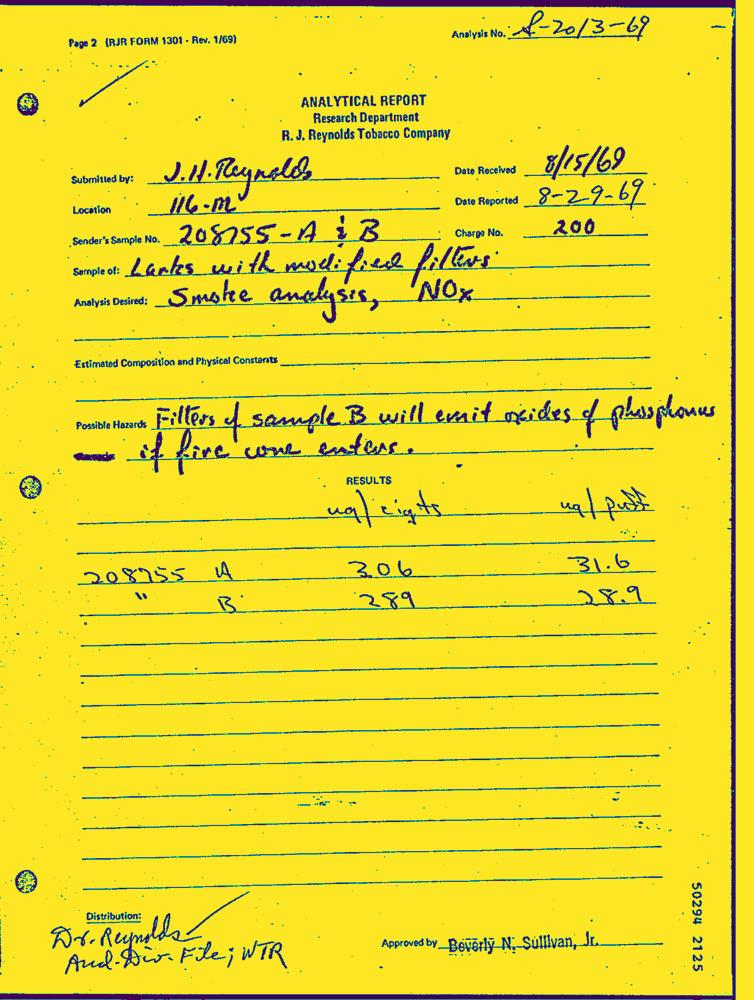 Page 2 (RJR FORM 1301 - Rev. 1/69)
Analysis No. A-2013-69
ANALYTICAL REPORT
Research Department
R. J. Reynolds Tobacco Company
Submitted by: J.H. Reynolds
Date Received 8/15/69
Location 116-M
Date Reported 8-29-69
Sender's Sample No. 208755-A & B
Charge No. 200
Sample of: Larks with modified filters
Analysis Desired: Smoke analysis, NOx
Estimated Composition and Physical Constants
Possible Hazards Filters of sample B will emit oxides of phosphorus
if fire cone enters.
RESULTS
ug/cigts ug/puff
208755 A 306 31.6
" B 289 28.9
Distribution:
Dr. Reynolds
And. Div. File; WTR
Approved by Beverly N. Sullivan, Jr.
50294 2125